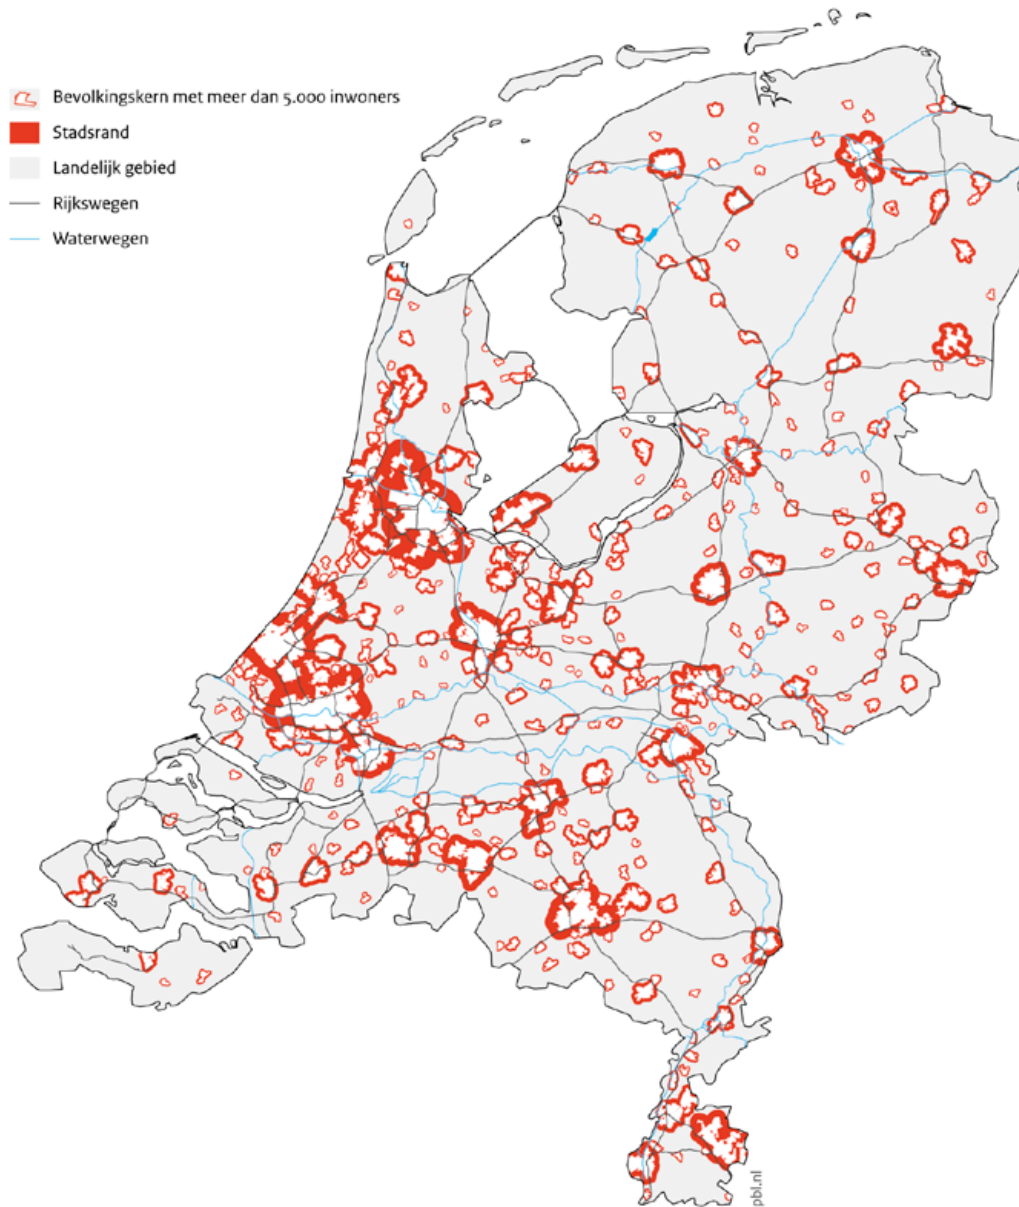 Bevolkingskern met meer dan 5.000 inwoners
Stadsrand
Landelijk gebied
Rijkswegen
Waterwegen
pbl.nl